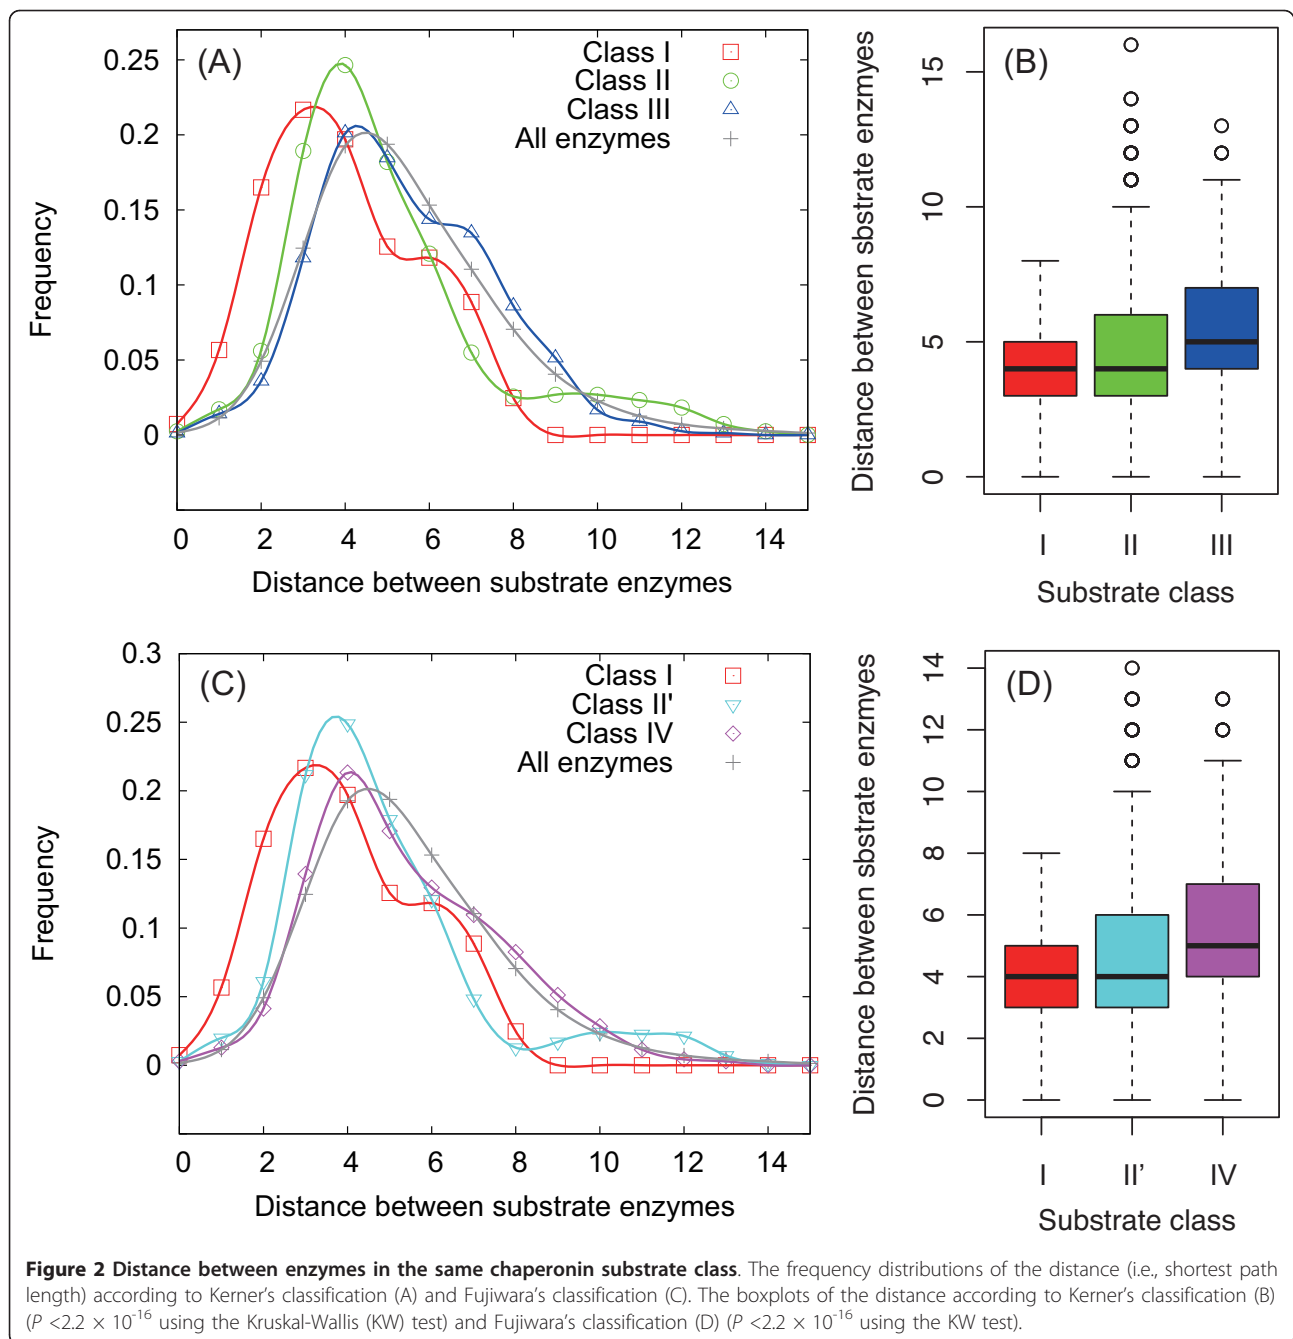 (A)
Class I
Class II
Class III
All enzymes
0.25
0.2
0.15
0.1
0.05
0
Frequency
0 2 4 6 8 10 12 14
Distance between substrate enzymes
(B)
15
10
5
0
Distance between sbstrate enzmyes
I II III
Substrate class
(C)
Class I
Class II'
Class IV
All enzymes
0.3
0.25
0.2
0.15
0.1
0.05
0
Frequency
0 2 4 6 8 10 12 14
Distance between substrate enzymes
(D)
14
12
10
8
6
4
2
0
Distance between sbstrate enzmyes
I II' IV
Substrate class
Figure 2 Distance between enzymes in the same chaperonin substrate class. The frequency distributions of the distance (i.e., shortest path
length) according to Kerner's classification (A) and Fujiwara's classification (C). The boxplots of the distance according to Kerner's classification (B)
(P <2.2 × 10⁻¹⁶ using the Kruskal-Wallis (KW) test) and Fujiwara's classification (D) (P <2.2 × 10⁻¹⁶ using the KW test).